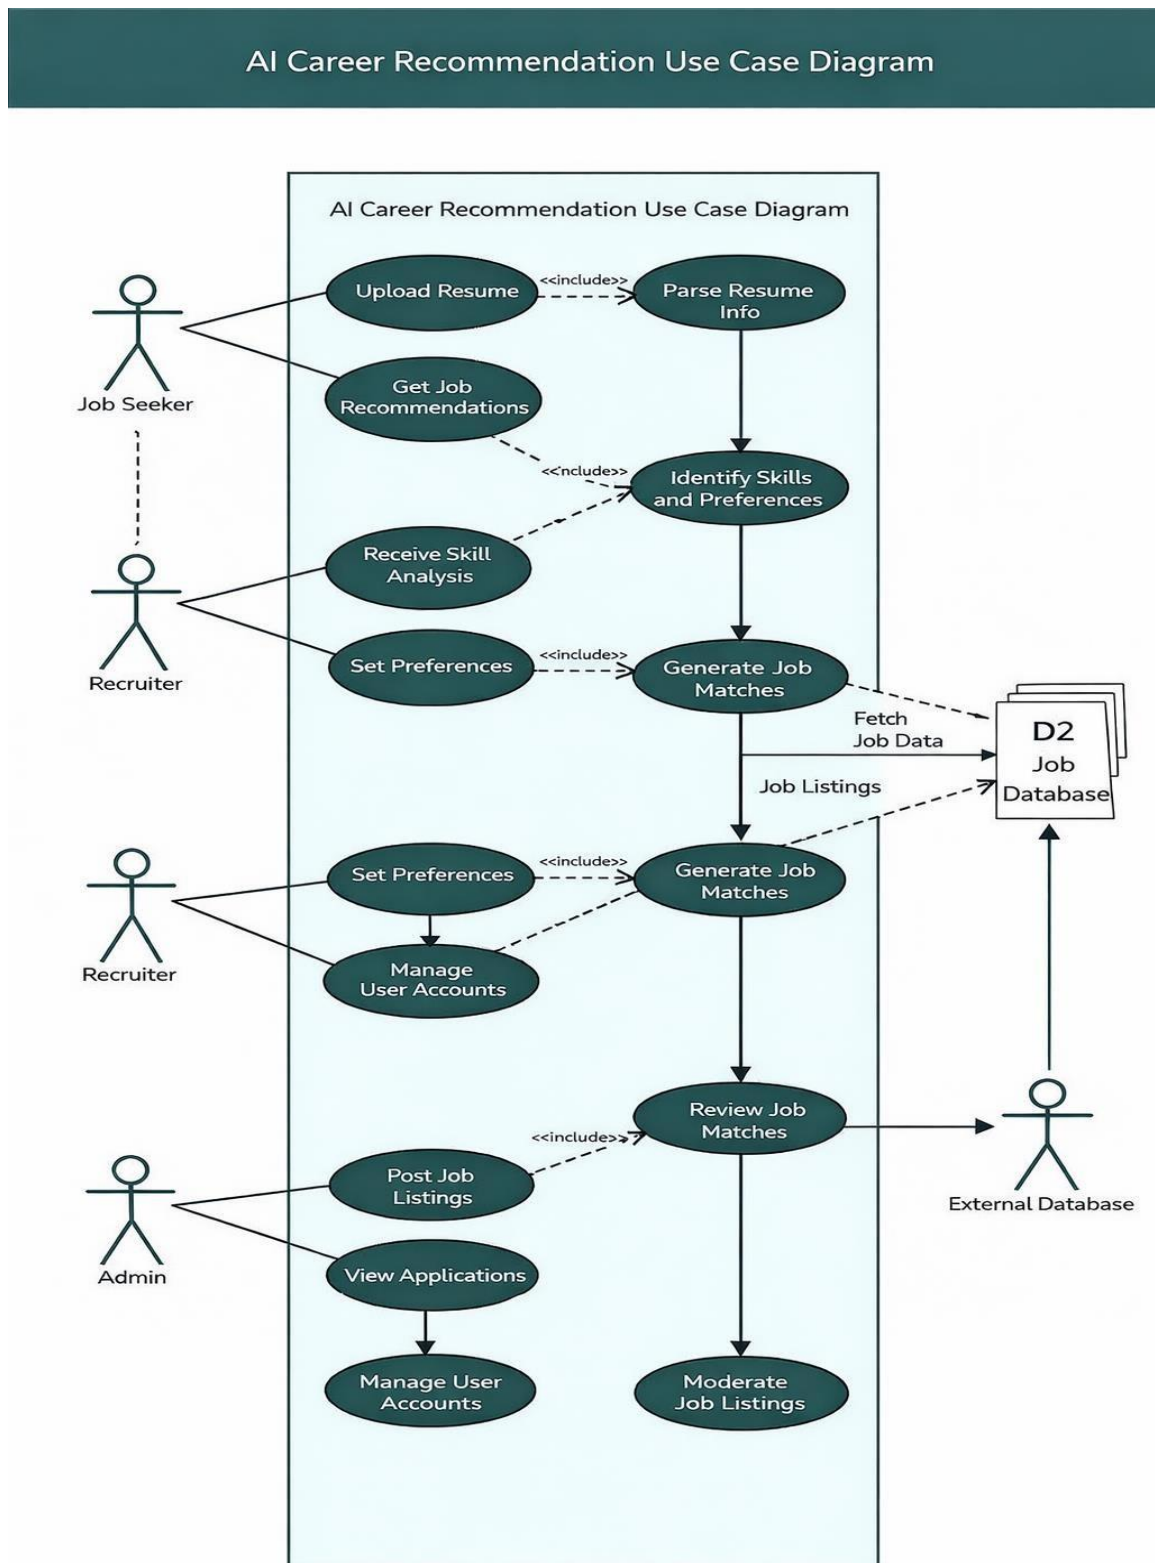 AI Career Recommendation Use Case Diagram
AI Career Recommendation Use Case Diagram
Upload Resume
<<include>>
Parse Resume
Info
Job Seeker
Get Job
Recommendations
<<include>>
Identify Skills
and Preferences
Receive Skill
Analysis
Recruiter
Set Preferences
<<include>>
Generate Job
Matches
Fetch
Job Data
D2
Job
Database
Job Listings
Set Preferences
<<include>>
Generate Job
Matches
Recruiter
Manage
User Accounts
Review Job
Matches
<<include>>
Post Job
Listings
External Database
Admin
View Applications
Manage User
Accounts
Moderate
Job Listings